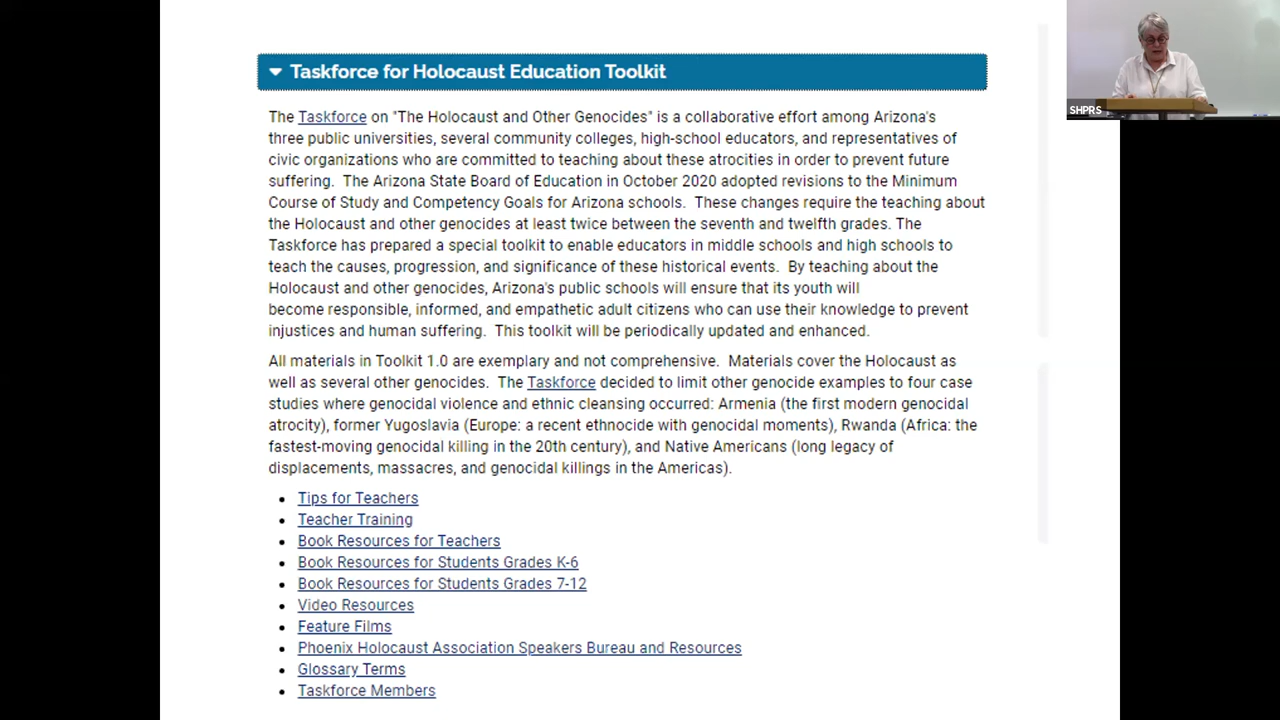 Taskforce for Holocaust Education Toolkit
SHPRS
The Taskforce on "The Holocaust and Other Genocides" is a collaborative effort among Arizona's
three public universities, several community colleges, high-school educators, and representatives of
civic organizations who are committed to teaching about these atrocities in order to prevent future
suffering.  The Arizona State Board of Education in October 2020 adopted revisions to the Minimum
Course of Study and Competency Goals for Arizona schools.  These changes require the teaching about
the Holocaust and other genocides at least twice between the seventh and twelfth grades. The
Taskforce has prepared a special toolkit to enable educators in middle schools and high schools to
teach the causes, progression, and significance of these historical events.  By teaching about the
Holocaust and other genocides, Arizona's public schools will ensure that its youth will
become responsible, informed, and empathetic adult citizens who can use their knowledge to prevent
injustices and human suffering.  This toolkit will be periodically updated and enhanced.
All materials in Toolkit 1.0 are exemplary and not comprehensive.  Materials cover the Holocaust as
well as several other genocides.  The Taskforce decided to limit other genocide examples to four case
studies where genocidal violence and ethnic cleansing occurred: Armenia (the first modern genocidal
atrocity), former Yugoslavia (Europe: a recent ethnocide with genocidal moments), Rwanda (Africa: the
fastest-moving genocidal killing in the 20th century), and Native Americans (long legacy of
displacements, massacres, and genocidal killings in the Americas).
• Tips for Teachers
• Teacher Training
• Book Resources for Teachers
• Book Resources for Students Grades K-6
• Book Resources for Students Grades 7-12
• Video Resources
• Feature Films
• Phoenix Holocaust Association Speakers Bureau and Resources
• Glossary Terms
• Taskforce Members